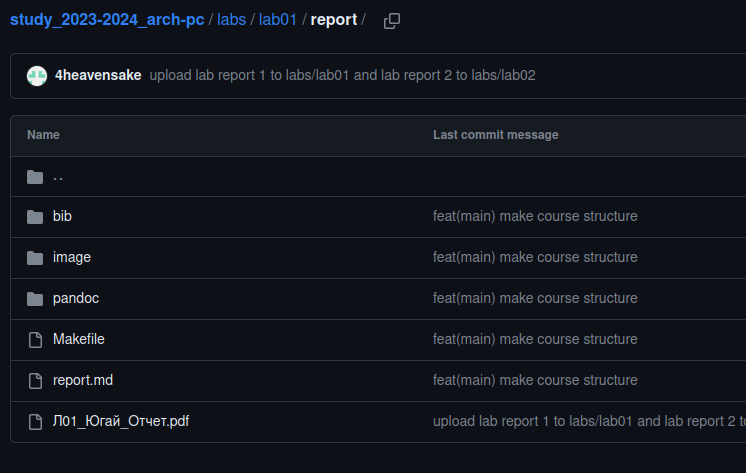 study_2023-2024_arch-pc / labs / lab01 / report /
4heavensake upload lab report 1 to labs/lab01 and lab report 2 to labs/lab02
Name Last commit message
..
bib feat(main) make course structure
image feat(main) make course structure
pandoc feat(main) make course structure
Makefile feat(main) make course structure
report.md feat(main) make course structure
Л01_Югай_Отчет.pdf upload lab report 1 to labs/lab01 and lab report 2 to